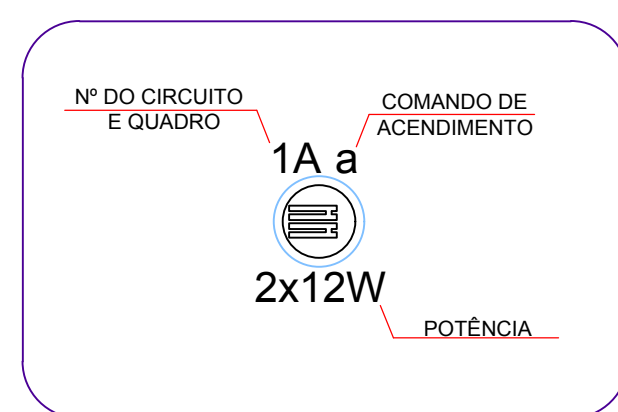 Nº DO CIRCUITO
E QUADRO
COMANDO DE
ACENDIMENTO
1A a
2x12W
POTÊNCIA